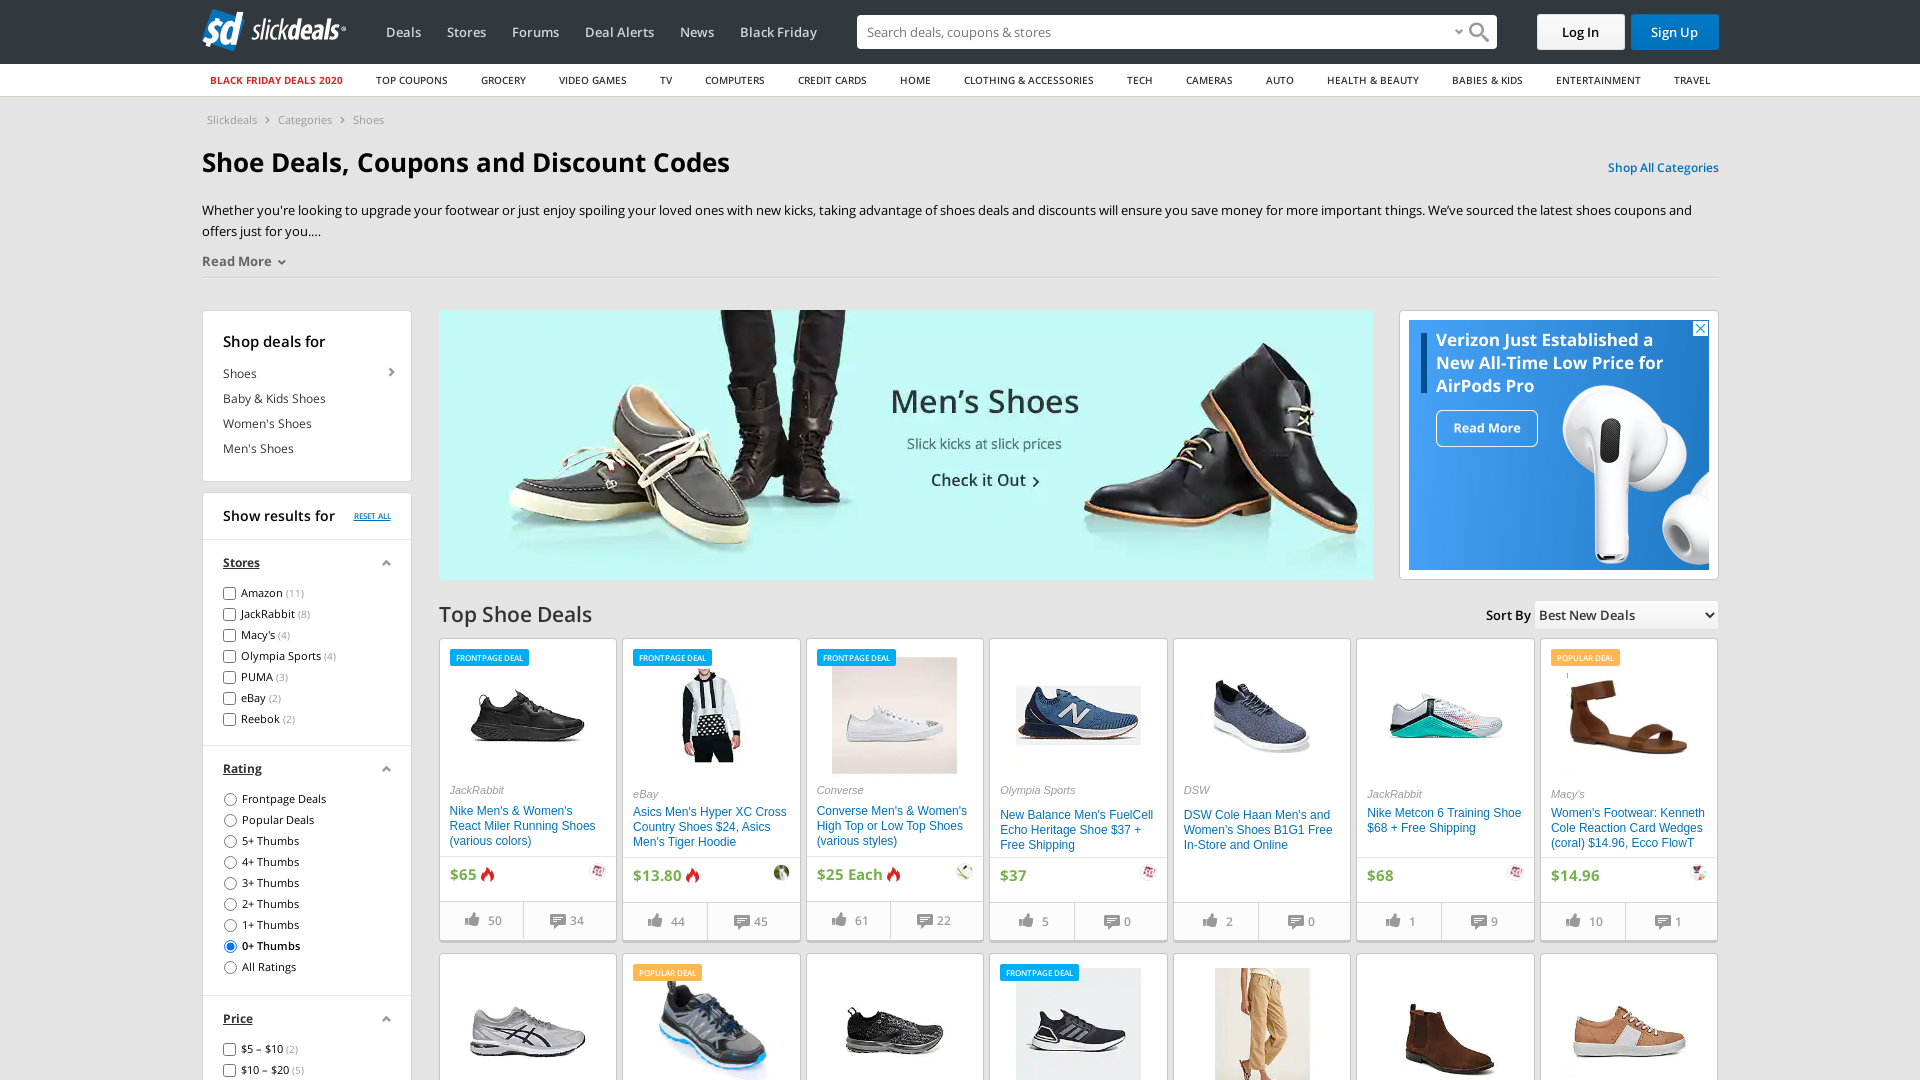 slickdeals
Deals
Stores
Forums
Deal Alerts
News
Black Friday
Search deals, coupons & stores
Log In
Sign Up
BLACK FRIDAY DEALS 2020
TOP COUPONS
GROCERY
VIDEO GAMES
TV
COMPUTERS
CREDIT CARDS
HOME
CLOTHING & ACCESSORIES
TECH
CAMERAS
AUTO
HEALTH & BEAUTY
BABIES & KIDS
ENTERTAINMENT
TRAVEL
Slickdeals > Categories > Shoes
Shoe Deals, Coupons and Discount Codes
Shop All Categories
Whether you're looking to upgrade your footwear or just enjoy spoiling your loved ones with new kicks, taking advantage of shoes deals and discounts will ensure you save money for more important things. We've sourced the latest shoes coupons and
offers just for you....
Read More
Shop deals for
Shoes
Baby & Kids Shoes
Women's Shoes
Men's Shoes
Show results for
RESET ALL
Stores
Amazon (11)
JackRabbit (8)
Macy's (4)
Olympia Sports (4)
PUMA (3)
eBay (2)
Reebok (2)
Rating
Frontpage Deals
Popular Deals
5+ Thumbs
4+ Thumbs
3+ Thumbs
2+ Thumbs
1+ Thumbs
0+ Thumbs
All Ratings
Price
$5 – $10 (2)
$10 – $20 (5)
Men's Shoes
Slick kicks at slick prices
Check it Out >
Verizon Just Established a
New All-Time Low Price for
AirPods Pro
Read More
Top Shoe Deals
Sort By
Best New Deals
FRONTPAGE DEAL
JackRabbit
Nike Men's & Women's
React Miler Running Shoes
(various colors)
$65
50
34
FRONTPAGE DEAL
eBay
Asics Men's Hyper XC Cross
Country Shoes $24, Asics
Men's Tiger Hoodie
$13.80
44
45
FRONTPAGE DEAL
Converse
Converse Men's & Women's
High Top or Low Top Shoes
(various styles)
$25 Each
61
22
Olympia Sports
New Balance Men's FuelCell
Echo Heritage Shoe $37 +
Free Shipping
$37
5
0
DSW
DSW Cole Haan Men's and
Women's Shoes B1G1 Free
In-Store and Online
2
0
JackRabbit
Nike Metcon 6 Training Shoe
$68 + Free Shipping
$68
1
9
POPULAR DEAL
Macy's
Women's Footwear: Kenneth
Cole Reaction Card Wedges
(coral) $14.96, Ecco FlowT
$14.96
10
1
POPULAR DEAL
FRONTPAGE DEAL